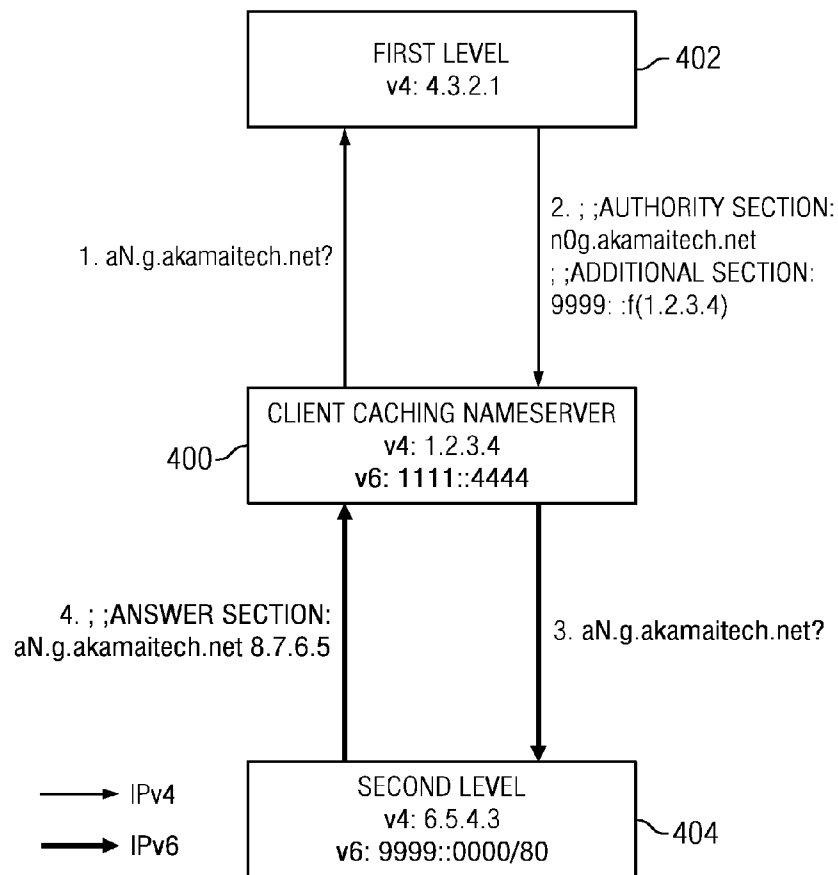 FIRST LEVEL
v4: 4.3.2.1
402
1. aN.g.akamaitech.net?
2. ; ;AUTHORITY SECTION:
n0g.akamaitech.net
; ;ADDITIONAL SECTION:
9999: :f(1.2.3.4)
CLIENT CACHING NAMESERVER
v4: 1.2.3.4
v6: 1111::4444
400
4. ; ;ANSWER SECTION:
aN.g.akamaitech.net 8.7.6.5
3. aN.g.akamaitech.net?
SECOND LEVEL
v4: 6.5.4.3
v6: 9999::0000/80
404
IPv4
IPv6